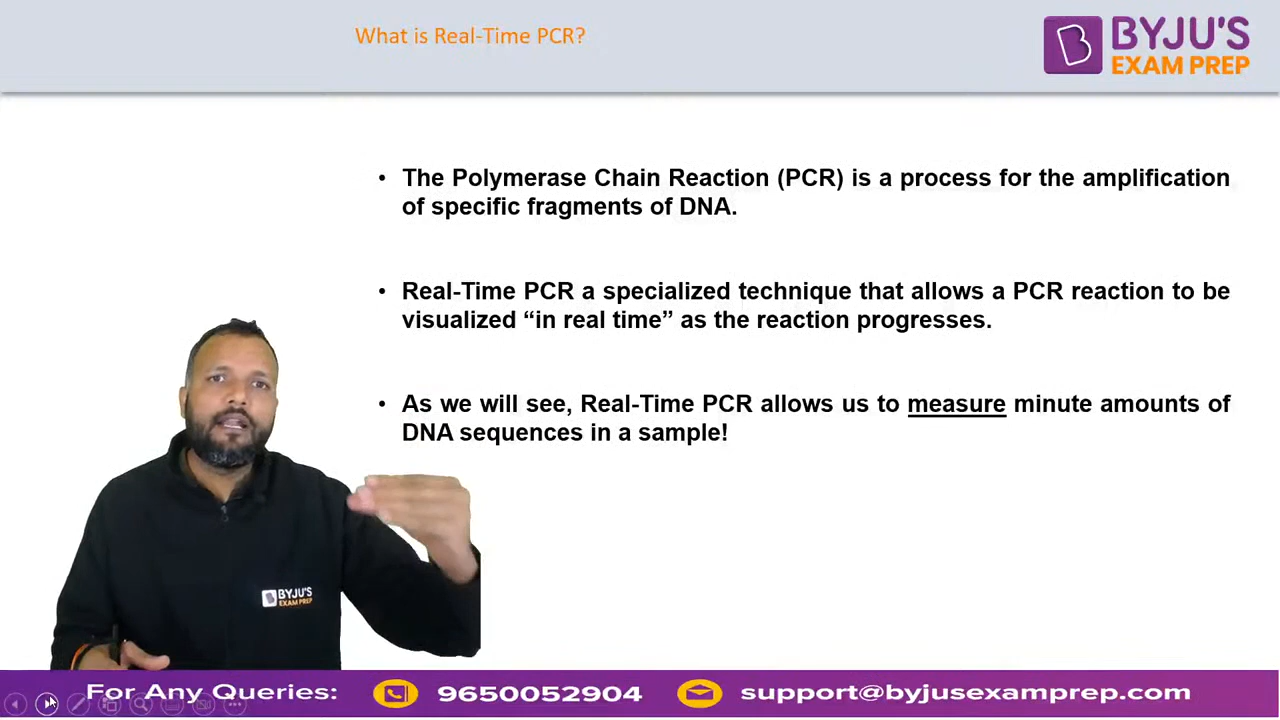 What is Real-Time PCR?
BYJU'S
EXAM PREP
• The Polymerase Chain Reaction (PCR) is a process for the amplification
of specific fragments of DNA.
• Real-Time PCR a specialized technique that allows a PCR reaction to be
visualized “in real time” as the reaction progresses.
• As we will see, Real-Time PCR allows us to measure minute amounts of
DNA sequences in a sample!
BYJU'S
EXAM PREP
For Any Queries: 9650052904 support@byjusexamprep.com